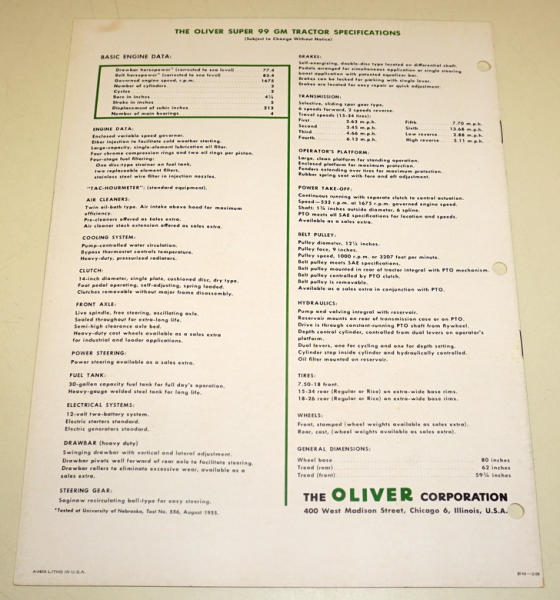 THE OLIVER SUPER 99 GM TRACTOR SPECIFICATIONS
(Subject to Change Without Notice)
BASIC ENGINE DATA:
Drawbar horsepower* (corrected to sea level) 77.4
Belt horsepower* (corrected to sea level) 83.4
Governed engine speed, r.p.m. 1675
Number of cylinders 3
Cycles 2
Bore in inches 4¼
Stroke in inches 5
Displacement of cubic inches 213
Number of main bearings 4
ENGINE DATA:
Enclosed variable speed governor.
Ether injection to facilitate cold weather starting.
Large-capacity, single-element lubrication oil filter.
Four chrome compression rings and two oil rings per piston.
Four-stage fuel filtering:
One disc-type strainer on fuel tank,
two replaceable element filters,
stainless steel wire filter in injection nozzles.
"TAC-HOURMETER": (standard equipment).
AIR CLEANERS:
Twin oil-bath type. Air intake above hood for maximum
efficiency.
Pre-cleaners offered as sales extra.
Air cleaner stack extension offered as sales extra.
COOLING SYSTEM:
Pump-controlled water circulation.
Bypass thermostat controls temperature.
Heavy-duty, pressurized radiators.
CLUTCH:
14-inch diameter, single plate, cushioned disc, dry type.
Foot pedal operating, self-adjusting, spring loaded.
Clutches removable without major frame disassembly.
FRONT AXLE:
Live spindle, free steering, oscillating axle.
Sealed throughout for extra-long life.
Semi-high clearance axle bed.
Heavy-duty cast wheels available as a sales extra
for industrial and loader applications.
POWER STEERING:
Power steering available as a sales extra.
FUEL TANK:
30-gallon capacity fuel tank for full day's operation.
Heavy-gauge welded steel tank for long life.
ELECTRICAL SYSTEMS:
12-volt two-battery system.
Electric starters standard.
Electric generators standard.
DRAWBAR (heavy duty)
Swinging drawbar with vertical and lateral adjustment.
Drawbar pivots well forward of rear axle to facilitate steering.
Drawbar rollers to eliminate excessive wear, available as a
sales extra.
STEERING GEAR:
Saginaw recirculating ball-type for easy steering.
*Tested at University of Nebraska, Test No. 556, August 1955.
AMES LITHO IN U.S.A.
BRAKES:
Self-energizing, double-disc type located on differential shaft.
Pedals arranged for simultaneous application or single steering
boost application with patented equalizer bar.
Brakes can be locked for parking with single lever.
Brakes are located for easy repair or quick adjustment.
TRANSMISSION:
Selective, sliding spur gear type.
6 speeds forward, 2 speeds reverse.
Travel speeds (15-34 tires):
First 2.63 m.p.h. Fifth 7.70 m.p.h.
Second 3.45 m.p.h. Sixth 13.68 m.p.h.
Third 4.66 m.p.h. Low reverse 2.88 m.p.h.
Fourth 6.13 m.p.h. High reverse 5.11 m.p.h.
OPERATOR'S PLATFORM:
Large, clean platform for standing operation.
Enclosed platform for maximum protection.
Fenders extending over tires for maximum protection.
Rubber spring seat with fore and aft adjustment.
POWER TAKE-OFF:
Continuous running with separate clutch to control actuation.
Speed—532 r.p.m. at 1675 r.p.m. governed engine speed.
Shaft: 1⅜ inches outside diameter, 6 spline.
PTO meets all SAE specifications for location and speeds.
Available as sales extra.
BELT PULLEY:
Pulley diameter, 12¼ inches.
Pulley face, 9 inches.
Pulley speed, 1000 r.p.m. or 3207 feet per minute.
Belt pulley meets SAE specifications.
Belt pulley mounted in rear of tractor integral with PTO mechanism.
Belt pulley controlled by PTO clutch.
Belt pulley is removable.
Available as a sales extra in conjunction with PTO.
HYDRAULICS:
Pump and valving integral with reservoir.
Reservoir mounts on rear of transmission case or on PTO.
Drive is through constant-running PTO shaft from flywheel.
Depth control cylinder, controlled from dual levers on operator's
platform.
Dual levers, one for cycling and one for depth setting.
Cylinder stop inside cylinder and hydraulically controlled.
Oil filter mounted on reservoir.
TIRES:
7.50-18 front.
15-34 rear (Regular or Rice) on extra-wide base rims.
18-26 rear (Regular or Rice) on extra-wide base rims.
WHEELS:
Front, stamped (wheel weights available as sales extra).
Rear, cast, (wheel weights available as sales extra).
GENERAL DIMENSIONS:
Wheel base 80 inches
Tread (rear) 62 inches
Tread (front) 59¾ inches
THE OLIVER CORPORATION
400 West Madison Street, Chicago 6, Illinois, U.S.A.